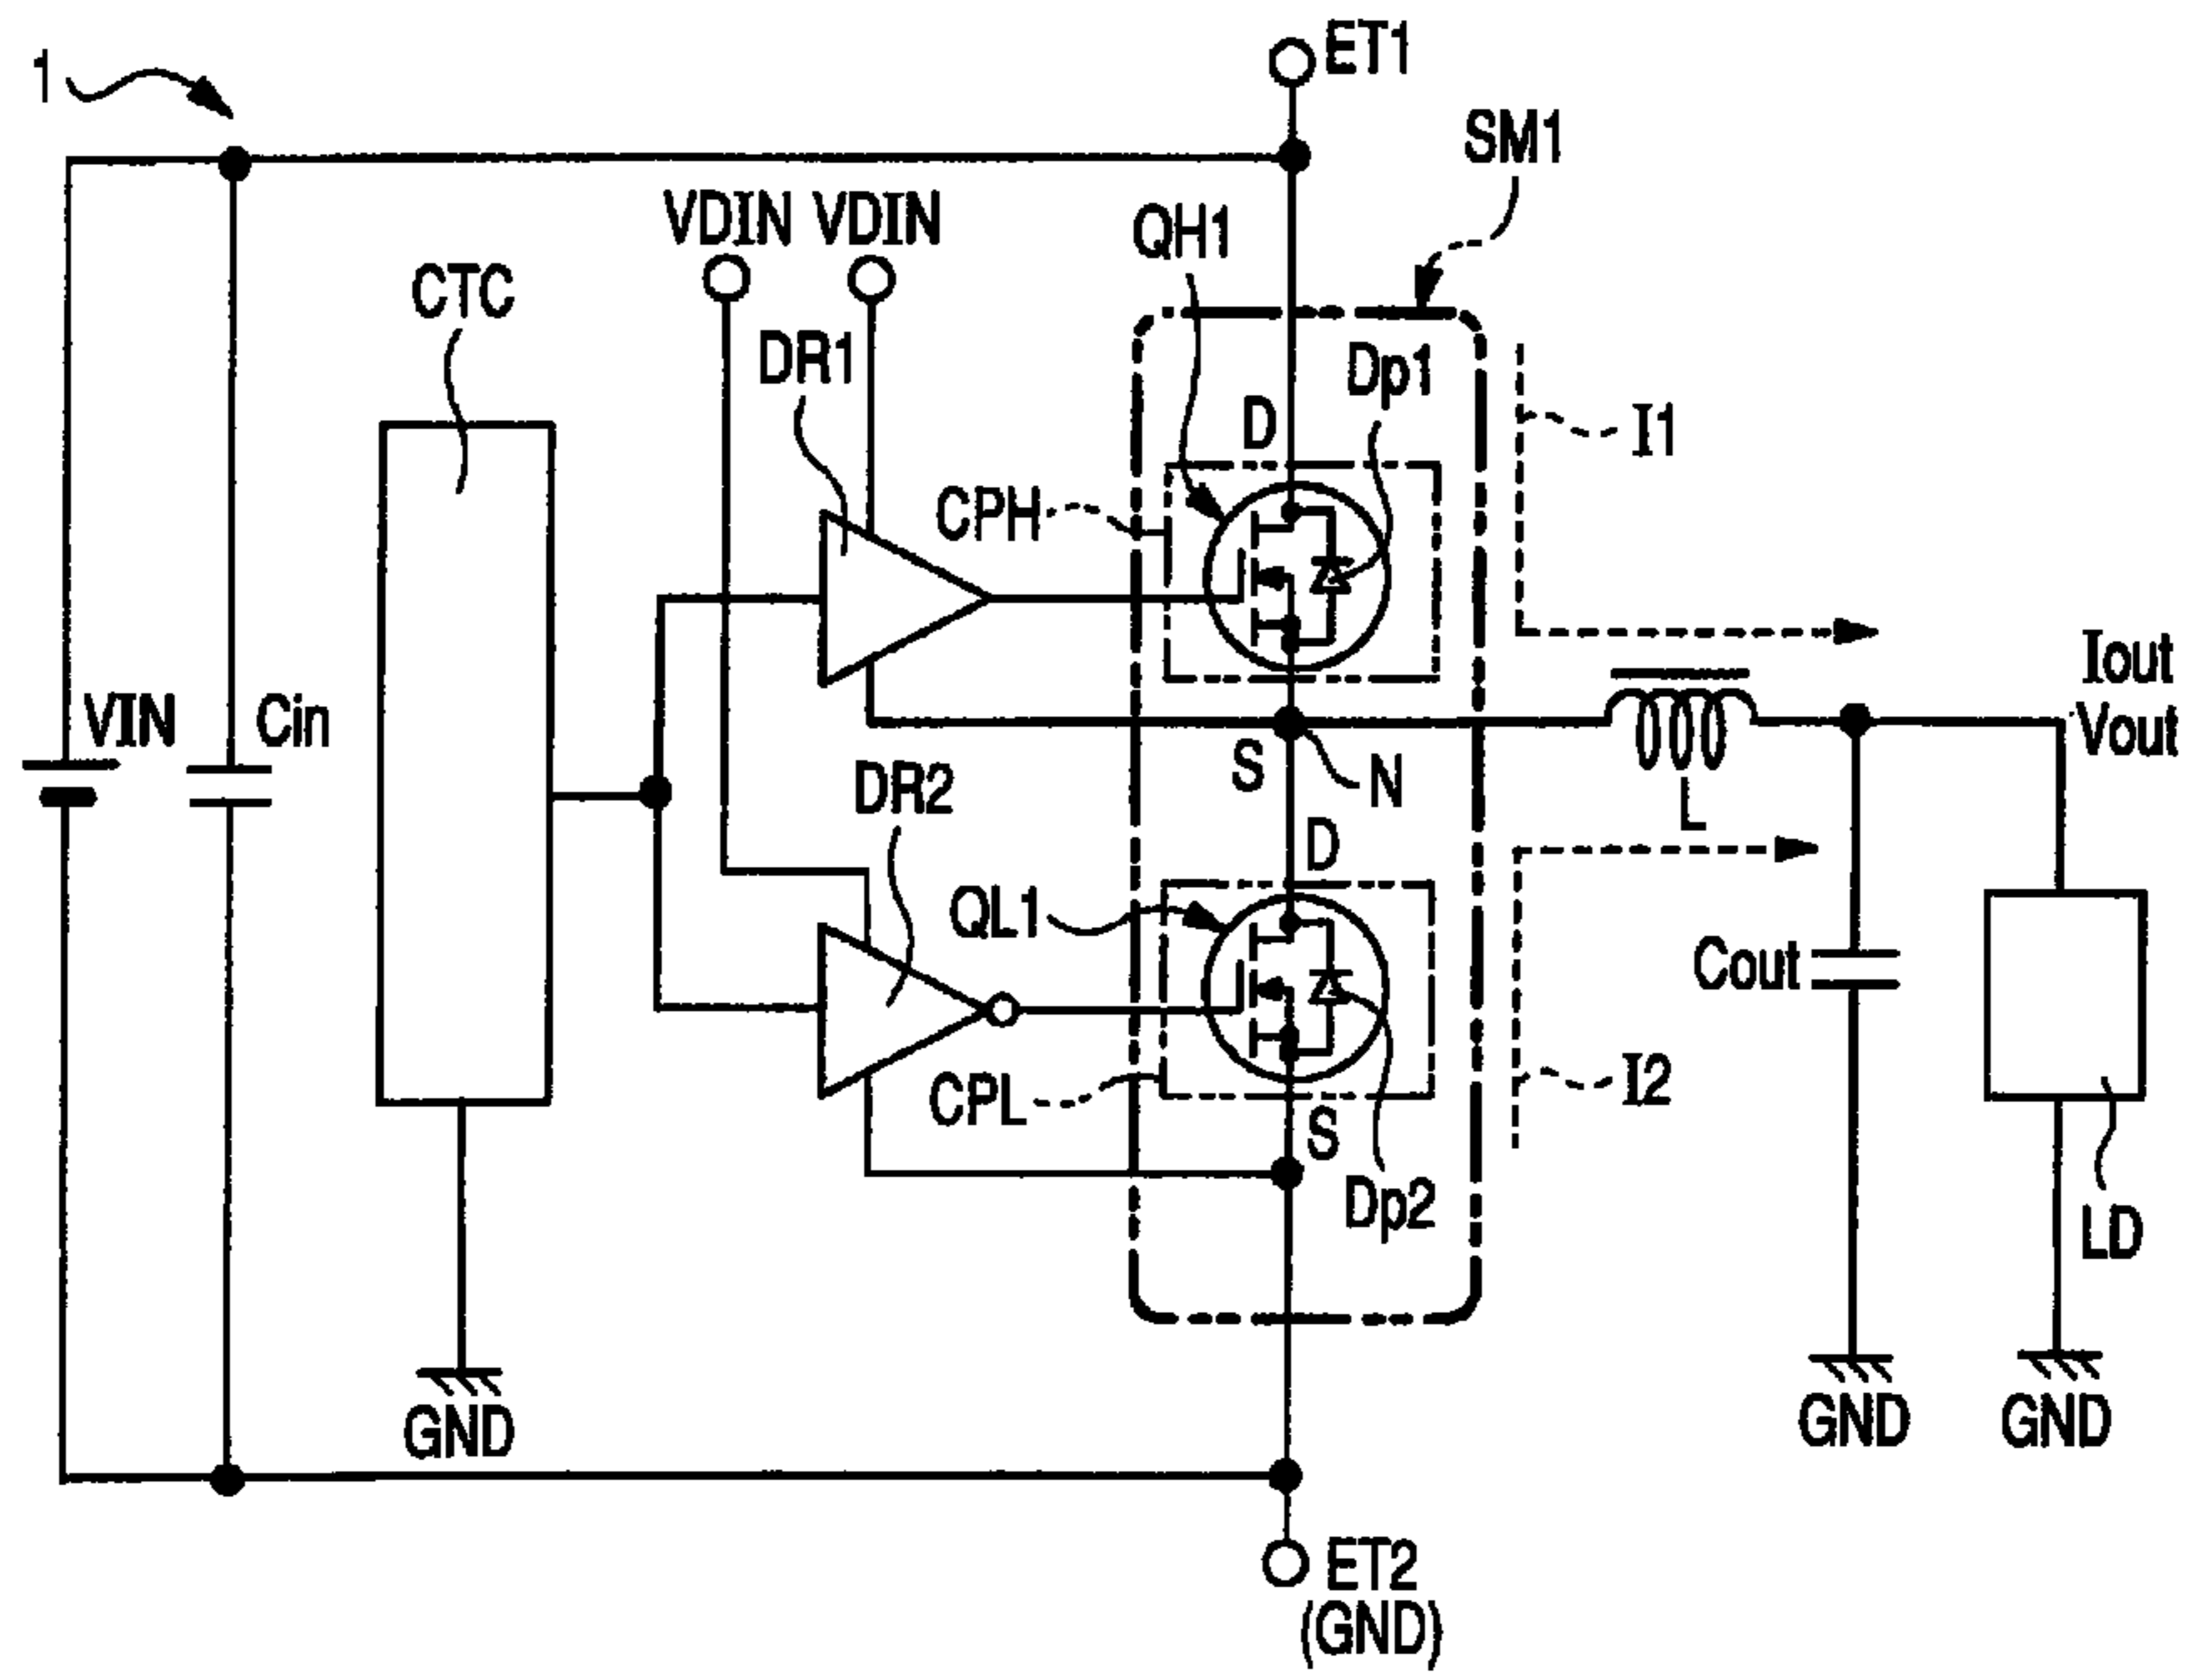 ET1
1
SM1
VDIN VDIN
QH1
CTC
DR1
Dp1
D
I1
CPH
Iout
Vout
VIN
Cin
S
N
L
DR2
D
QL1
Cout
CPL
I2
S
Dp2
LD
GND
GND
GND
ET2
(GND)